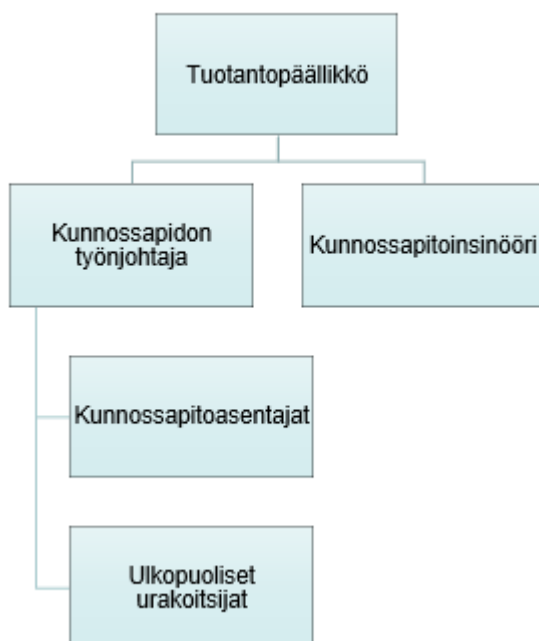 Tuotantopäällikkö
Kunnossapidon
työnjohtaja
Kunnossapitoinsinööri
Kunnossapitoasentajat
Ulkopuoliset
urakoitsijat